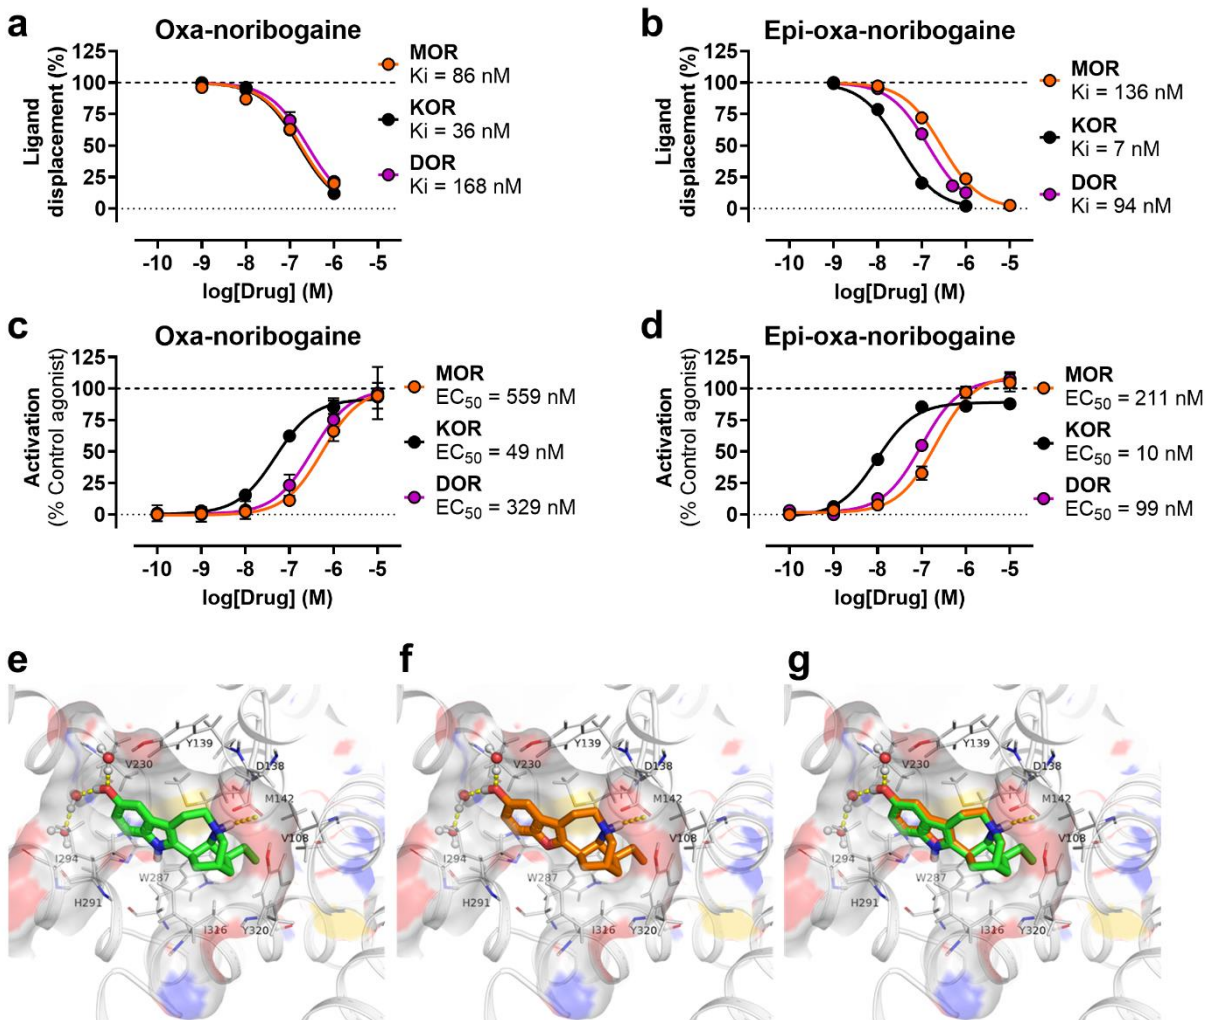 a
Oxa-noribogaine
Ligand
displacement (%)
125
100
75
50
25
0
-10 -9 -8 -7 -6 -5
log[Drug] (M)
MOR
Ki = 86 nM
KOR
Ki = 36 nM
DOR
Ki = 168 nM
b
Epi-oxa-noribogaine
Ligand
displacement (%)
125
100
75
50
25
0
-10 -9 -8 -7 -6 -5
log[Drug] (M)
MOR
Ki = 136 nM
KOR
Ki = 7 nM
DOR
Ki = 94 nM
c
Oxa-noribogaine
Activation
(% Control agonist)
125
100
75
50
25
0
-10 -9 -8 -7 -6 -5
log[Drug] (M)
MOR
EC50 = 559 nM
KOR
EC50 = 49 nM
DOR
EC50 = 329 nM
d
Epi-oxa-noribogaine
Activation
(% Control agonist)
125
100
75
50
25
0
-10 -9 -8 -7 -6 -5
log[Drug] (M)
MOR
EC50 = 211 nM
KOR
EC50 = 10 nM
DOR
EC50 = 99 nM
e
Y139
V230
D138
M142
V108
I294
W287
H291
I316 Y320
f
Y139
V230
D138
M142
V108
I294
W287
H291
I316 Y320
g
Y139
V230
D138
M142
V108
I294
W287
H291
I316 Y320